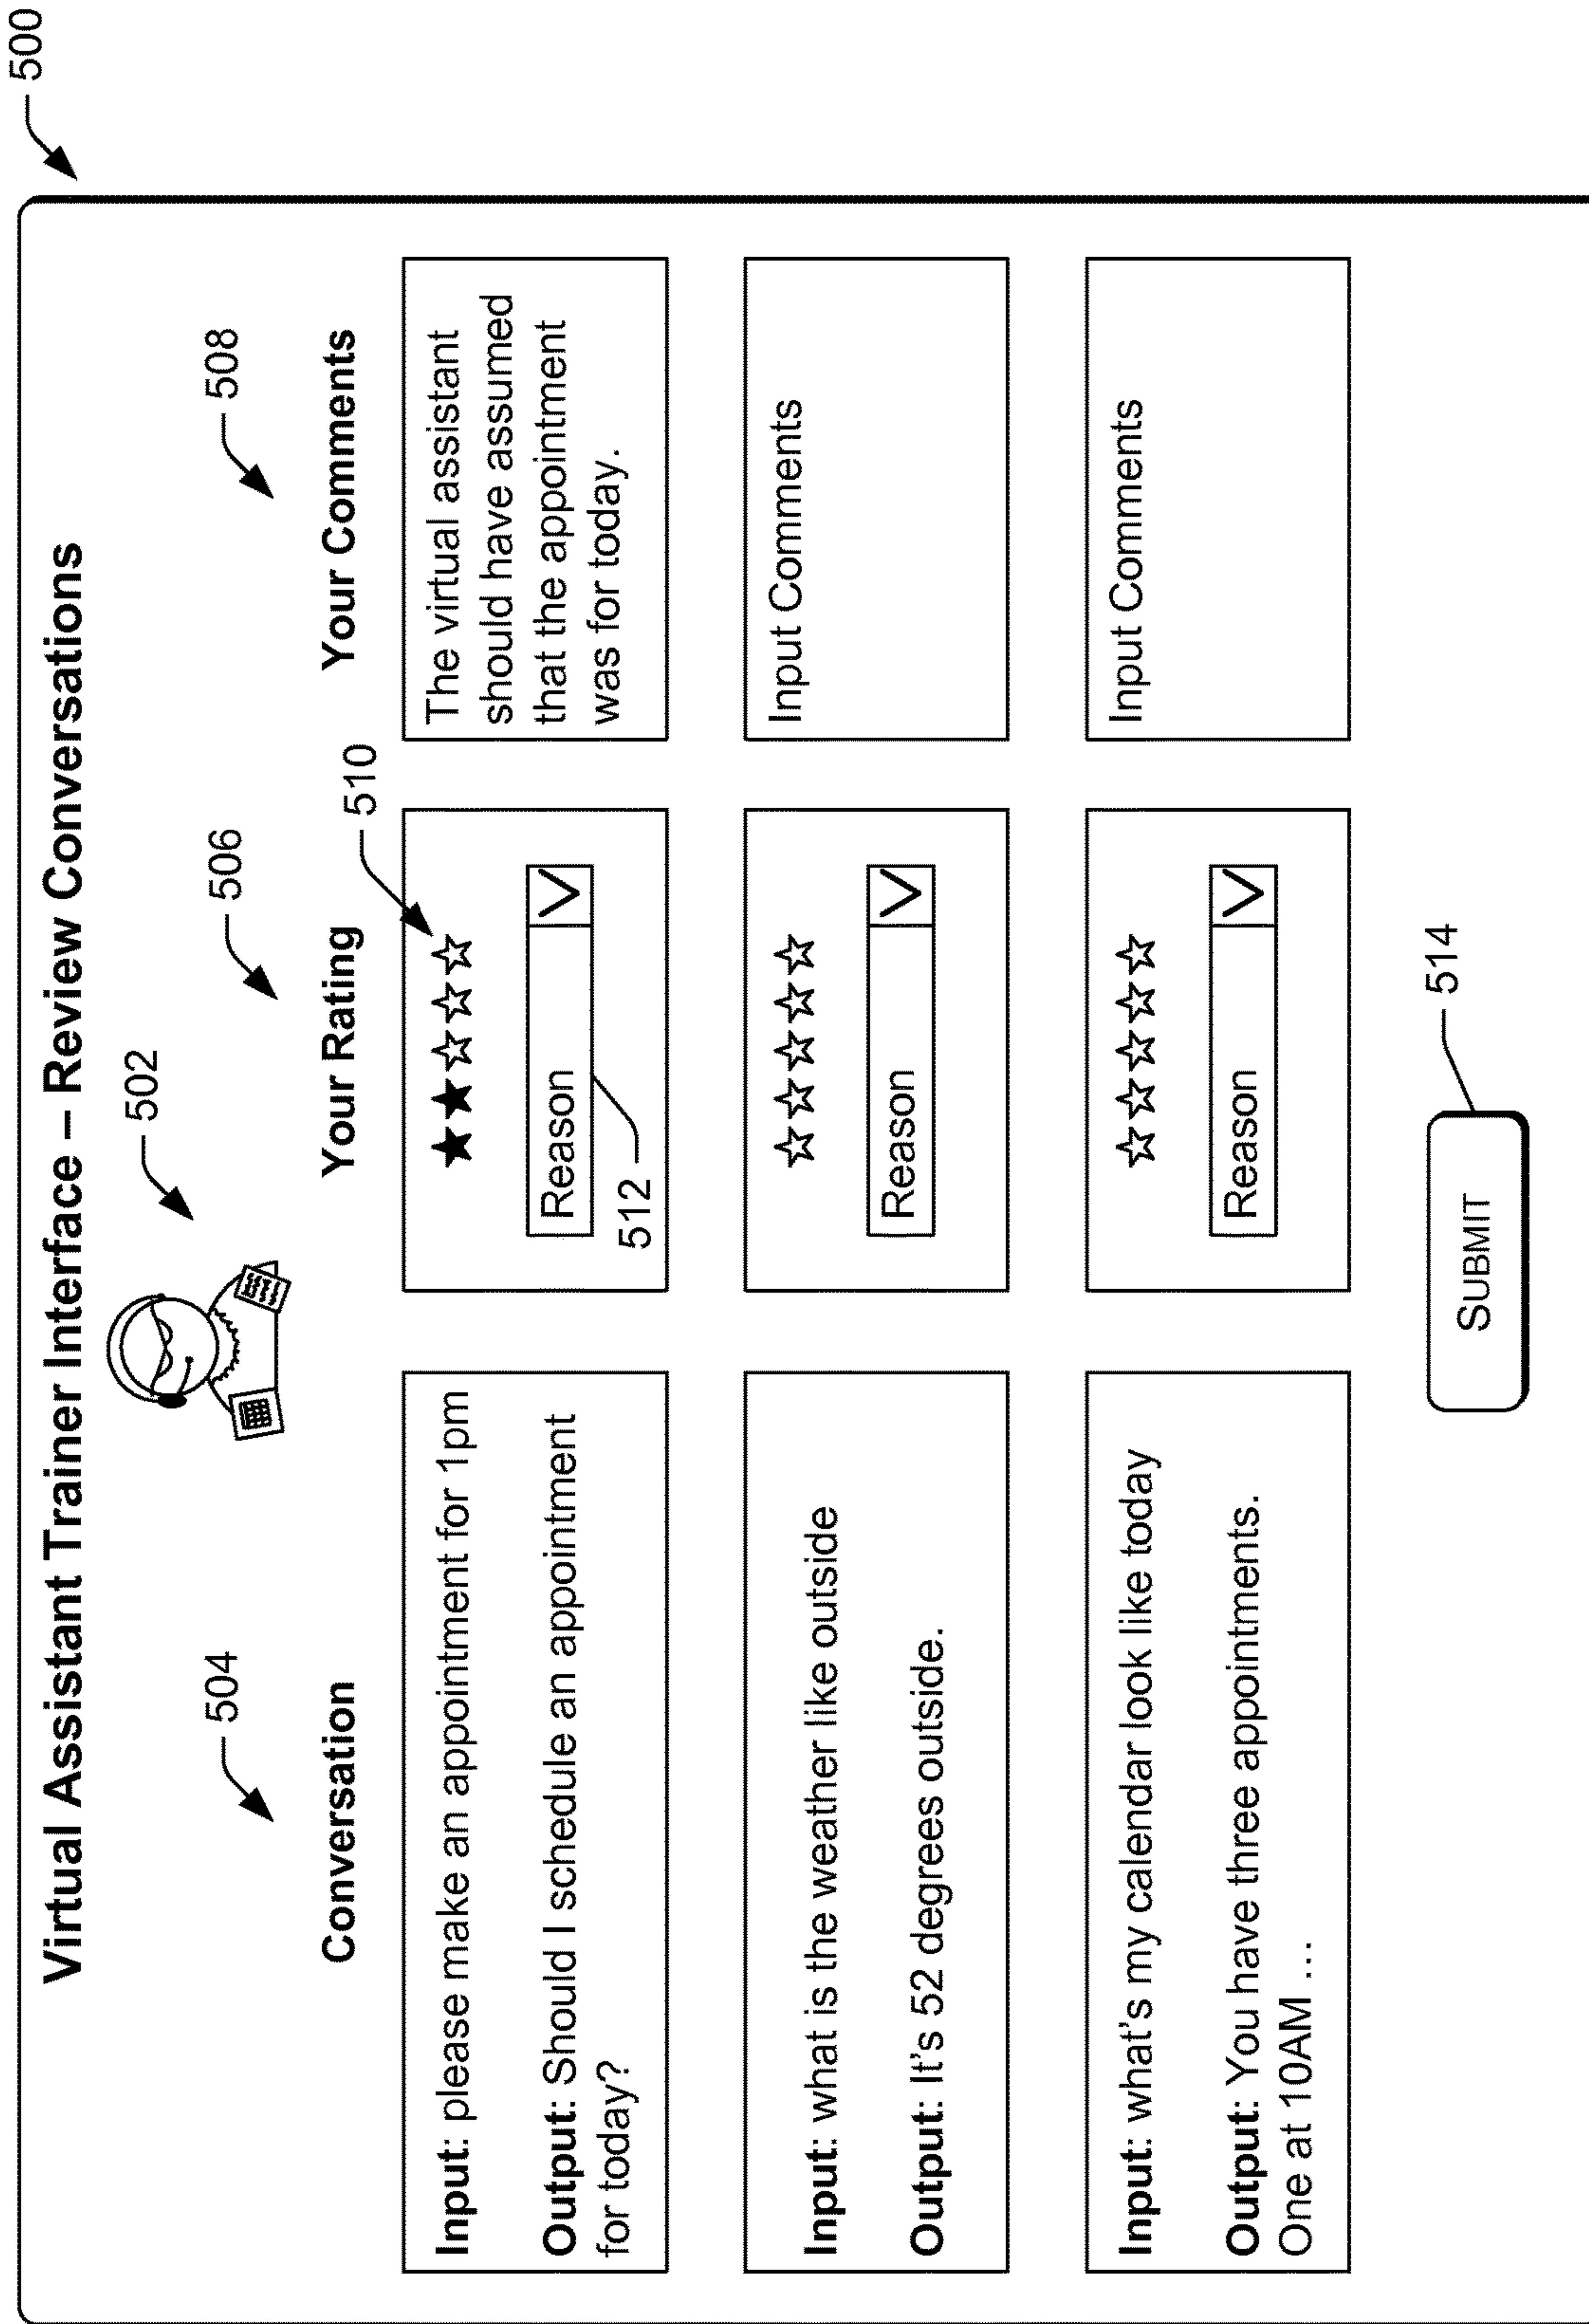 500
Virtual Assistant Trainer Interface – Review Conversations
502
504
506
508
Conversation
Your Rating
Your Comments
Input: please make an appointment for 1pm
Output: Should I schedule an appointment
for today?
510
Reason
512
The virtual assistant
should have assumed
that the appointment
was for today.
Input: what is the weather like outside
Output: It's 52 degrees outside.
Reason
Input Comments
Input: what's my calendar look like today
Output: You have three appointments.
One at 10AM ...
Reason
Input Comments
SUBMIT
514